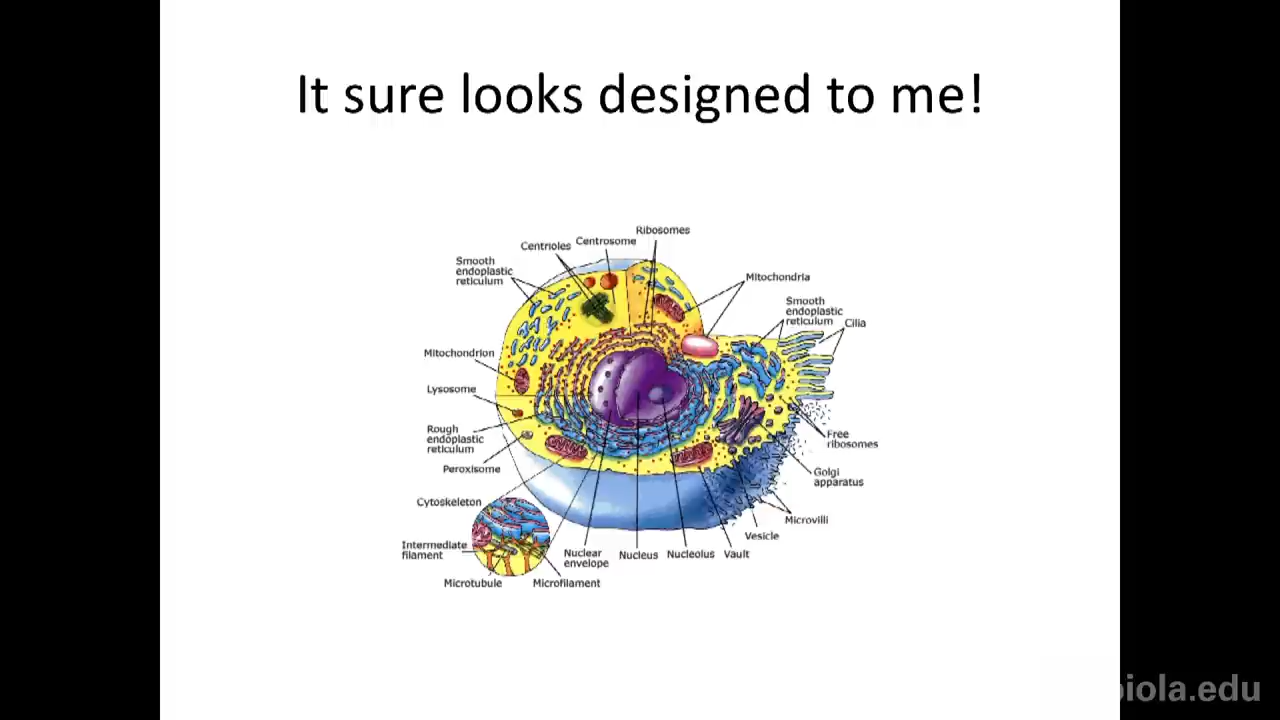 It sure looks designed to me!
Ribosomes
Centrosome
Centrioles
Smooth
endoplastic
reticulum
Mitochondria
Smooth
endoplastic
reticulum
Cilia
Mitochondrion
Lysosome
Rough
endoplastic
reticulum
Peroxisome
Free
ribosomes
Golgi
apparatus
Cytoskeleton
Microvilli
Vesicle
Intermediate
filament
Nuclear
envelope
Nucleus
Nucleolus
Vault
Microtubule
Microfilament
biola.edu